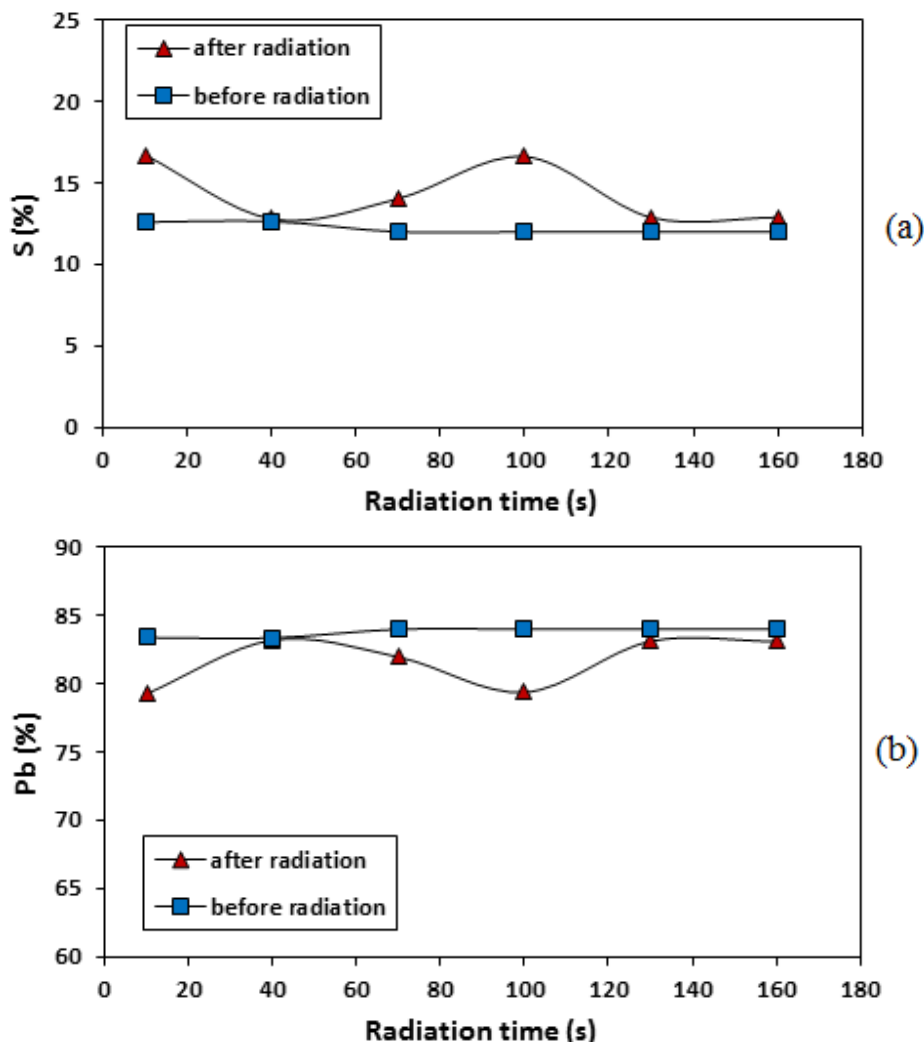 25
20
15
10
5
0
S (%)
after radiation
before radiation
0 20 40 60 80 100 120 140 160 180
Radiation time (s)
(a)
90
85
80
75
70
65
60
Pb (%)
after radiation
before radiation
0 20 40 60 80 100 120 140 160 180
Radiation time (s)
(b)